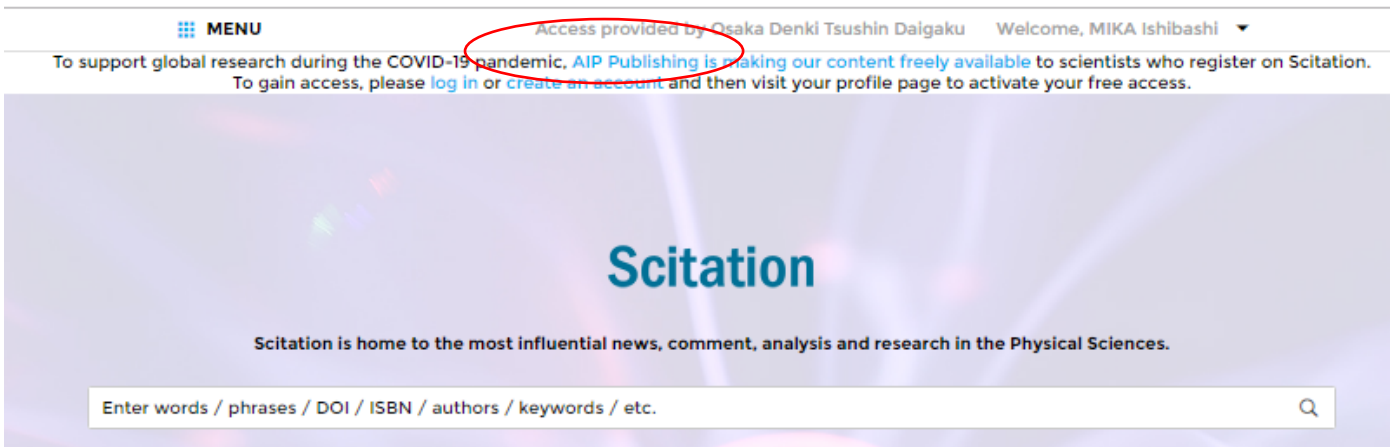 MENU Access provided by Osaka Denki Tsushin Daigaku Welcome, MIKA Ishibashi
To support global research during the COVID-19 pandemic, AIP Publishing is making our content freely available to scientists who register on Scitation.
To gain access, please log in or create an account and then visit your profile page to activate your free access.
Scitation
Scitation is home to the most influential news, comment, analysis and research in the Physical Sciences.
Enter words / phrases / DOI / ISBN / authors / keywords / etc.